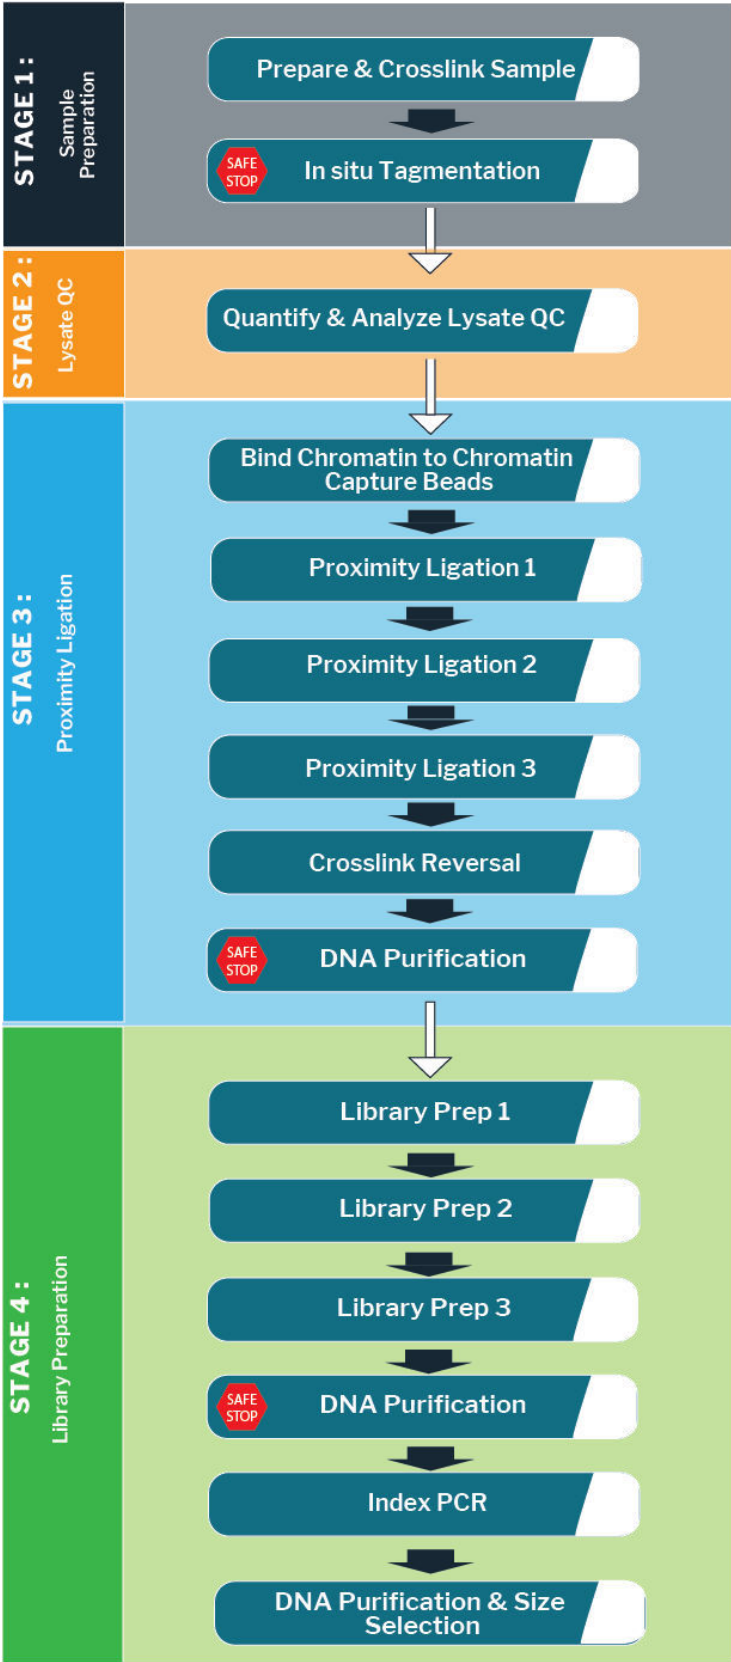 STAGE 1 :
Sample
Preparation
Prepare & Crosslink Sample
SAFE
STOP
In situ Tagmentation
STAGE 2 :
Lysate QC
Quantify & Analyze Lysate QC
STAGE 3 :
Proximity Ligation
Bind Chromatin to Chromatin
Capture Beads
Proximity Ligation 1
Proximity Ligation 2
Proximity Ligation 3
Crosslink Reversal
SAFE
STOP
DNA Purification
STAGE 4 :
Library Preparation
Library Prep 1
Library Prep 2
Library Prep 3
SAFE
STOP
DNA Purification
Index PCR
DNA Purification & Size
Selection